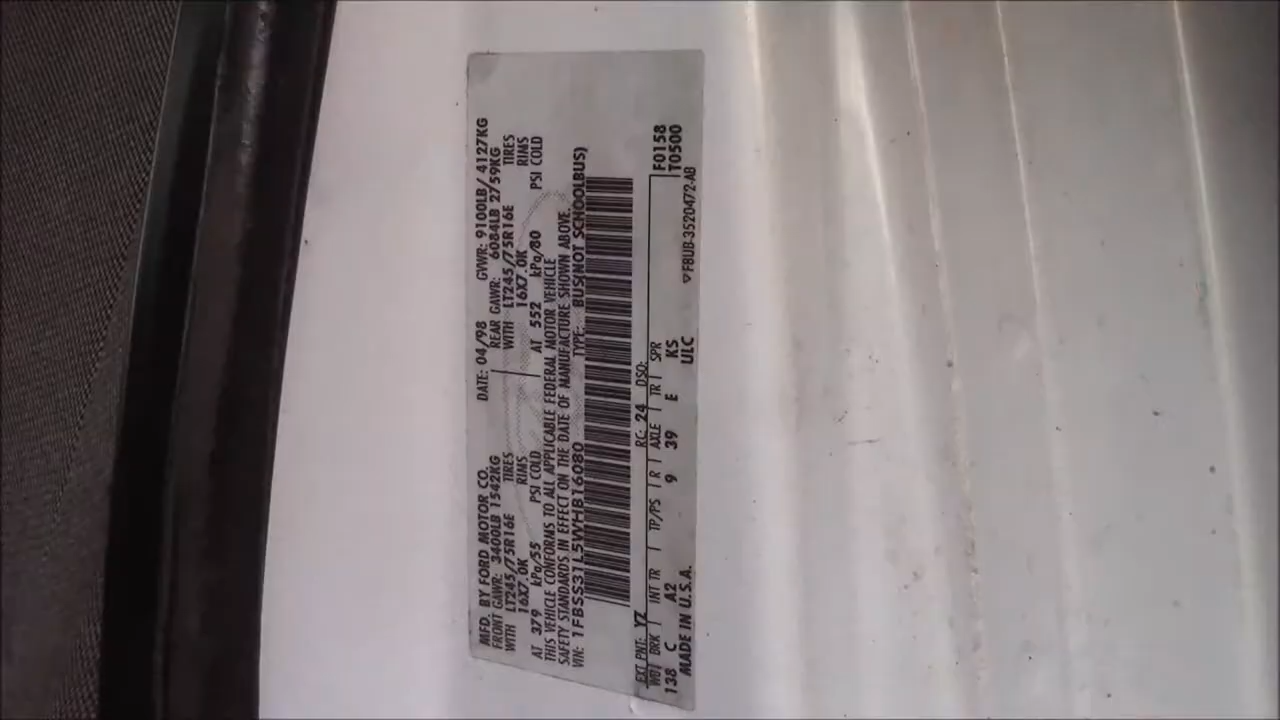 MFD. BY FORD MOTOR CO. DATE: 04/98 GVWR: 9100LB/ 4127KG
FRONT GAWR: 3400LB 1542KG REAR GAWR: 6084LB 2759KG
WITH LT245/75R16E TIRES WITH LT245/75R16E TIRES
16X7.0K RIMS 16X7.0K RIMS
AT 379 kPa/55 PSI COLD AT 552 kPa/80 PSI COLD
THIS VEHICLE CONFORMS TO ALL APPLICABLE FEDERAL MOTOR VEHICLE
SAFETY STANDARDS IN EFFECT ON THE DATE OF MANUFACTURE SHOWN ABOVE.
VIN: 1FBSS31L5WHB16080 TYPE: BUS(NOT SCHOOLBUS)
EXT PNT: YZ RC: 24 DSO:
WB BRK INT TR TP/PS R AXLE TR SPR F0158
138 C A2 9 39 E KS T0500
MADE IN U.S.A. ULC ▽F8UB-3520472-AB